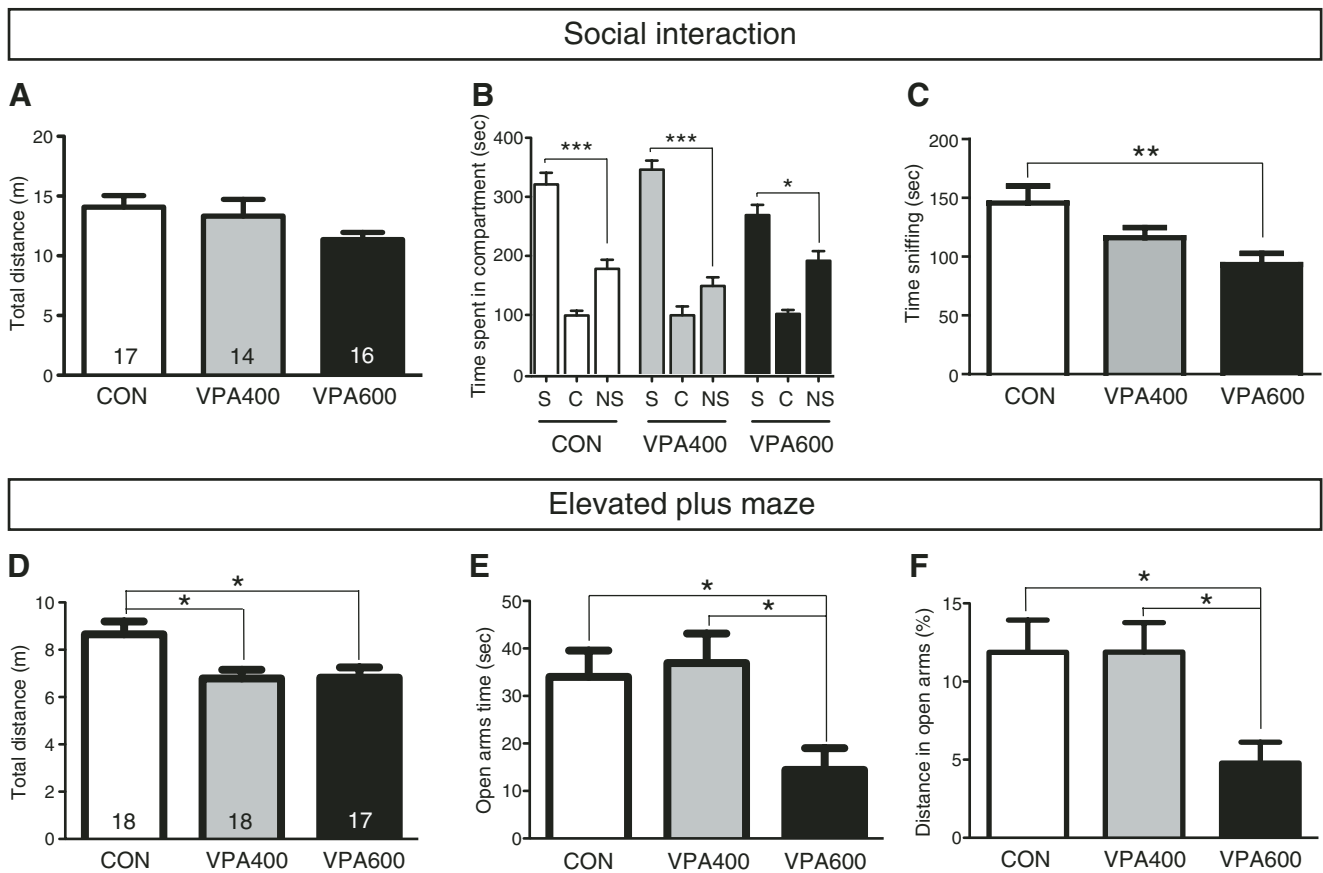 Social interaction
A
Total distance (m)
20
15
10
5
0
17
14
16
CON
VPA400
VPA600
B
Time spent in compartment (sec)
400
300
200
100
0
***
***
*
S C NS
S C NS
S C NS
CON
VPA400
VPA600
C
Time sniffing (sec)
200
150
100
50
0
**
CON
VPA400
VPA600
Elevated plus maze
D
Total distance (m)
10
8
6
4
2
0
*
*
18
18
17
CON
VPA400
VPA600
E
Open arms time (sec)
50
40
30
20
10
0
*
*
CON
VPA400
VPA600
F
Distance in open arms (%)
15
10
5
0
*
*
CON
VPA400
VPA600